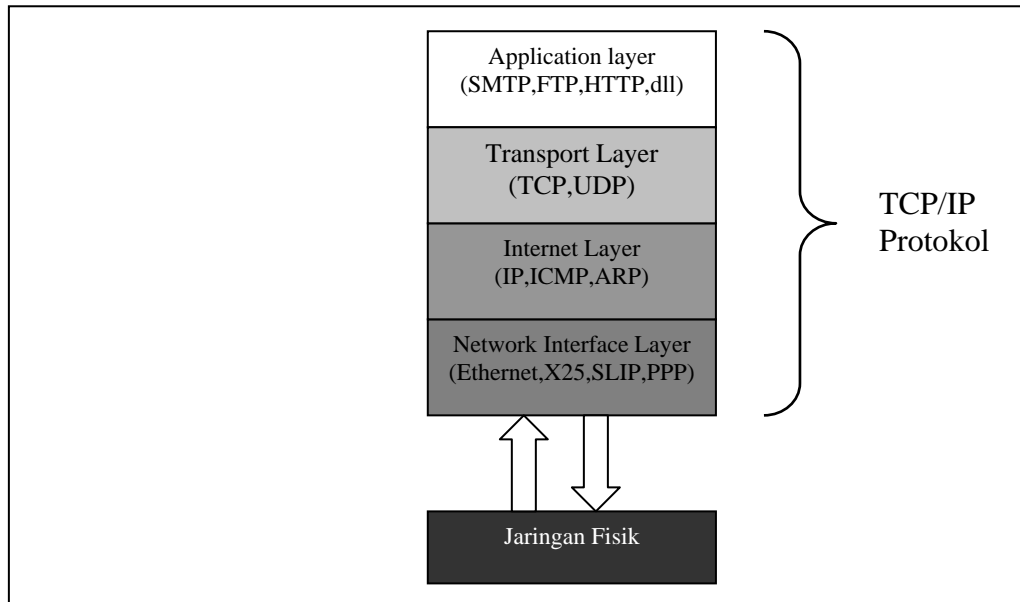 Application layer
(SMTP,FTP,HTTP,dll)
Transport Layer
(TCP,UDP)
Internet Layer
(IP,ICMP,ARP)
Network Interface Layer
(Ethernet,X25,SLIP,PPP)
Jaringan Fisik
TCP/IP
Protokol